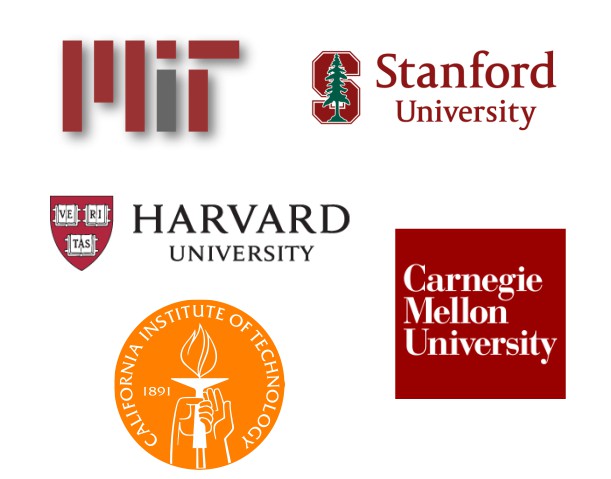 MiT
Stanford
University
VE RI
TAS
HARVARD
UNIVERSITY
Carnegie
Mellon
University
CALIFORNIA INSTITUTE OF TECHNOLOGY
1891